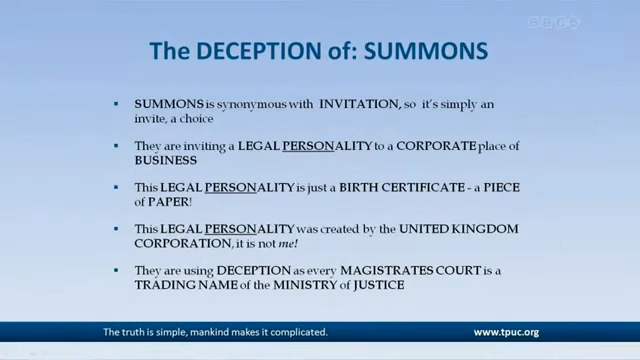 SBC5
The DECEPTION of: SUMMONS
▪ SUMMONS is synonymous with INVITATION, so it's simply an
invite, a choice
▪ They are inviting a LEGAL PERSONALITY to a CORPORATE place of
BUSINESS
▪ This LEGAL PERSONALITY is just a BIRTH CERTIFICATE - a PIECE
of PAPER!
▪ This LEGAL PERSONALITY was created by the UNITED KINGDOM
CORPORATION, it is not me!
▪ They are using DECEPTION as every MAGISTRATES COURT is a
TRADING NAME of the MINISTRY of JUSTICE
The truth is simple, mankind makes it complicated.
www.tpuc.org